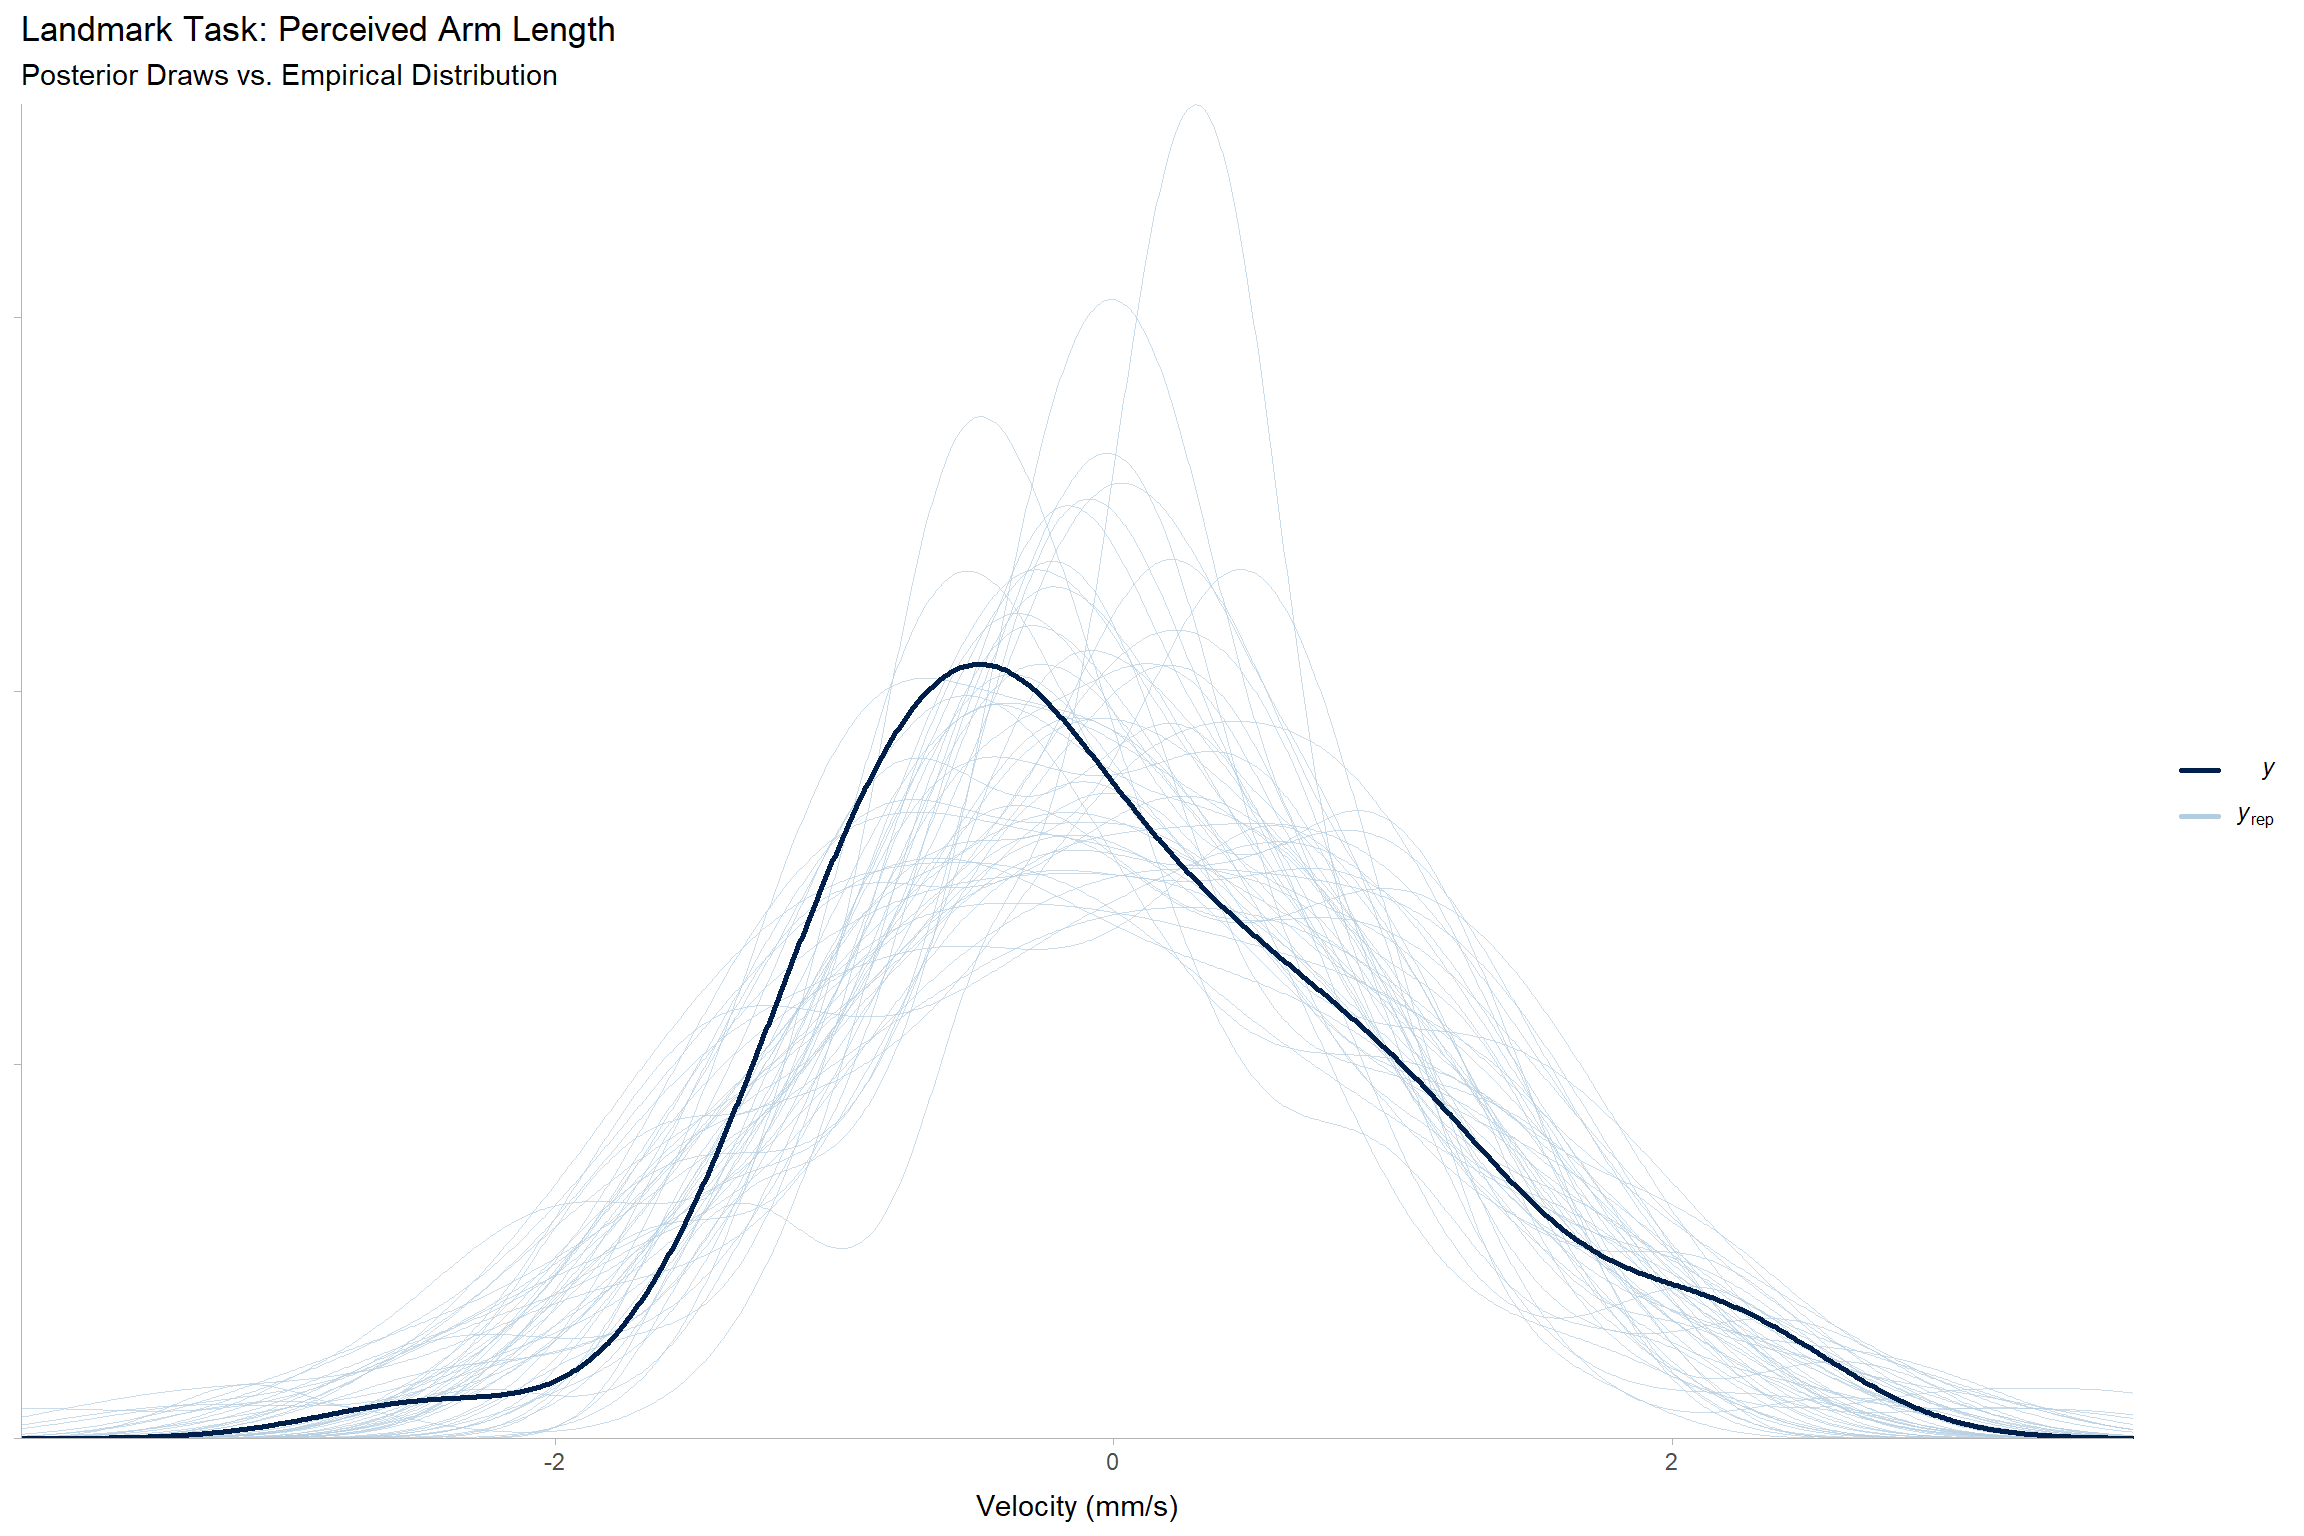 Landmark Task: Perceived Arm Length
Posterior Draws vs. Empirical Distribution
y
yrep
-2 0 2
Velocity (mm/s)